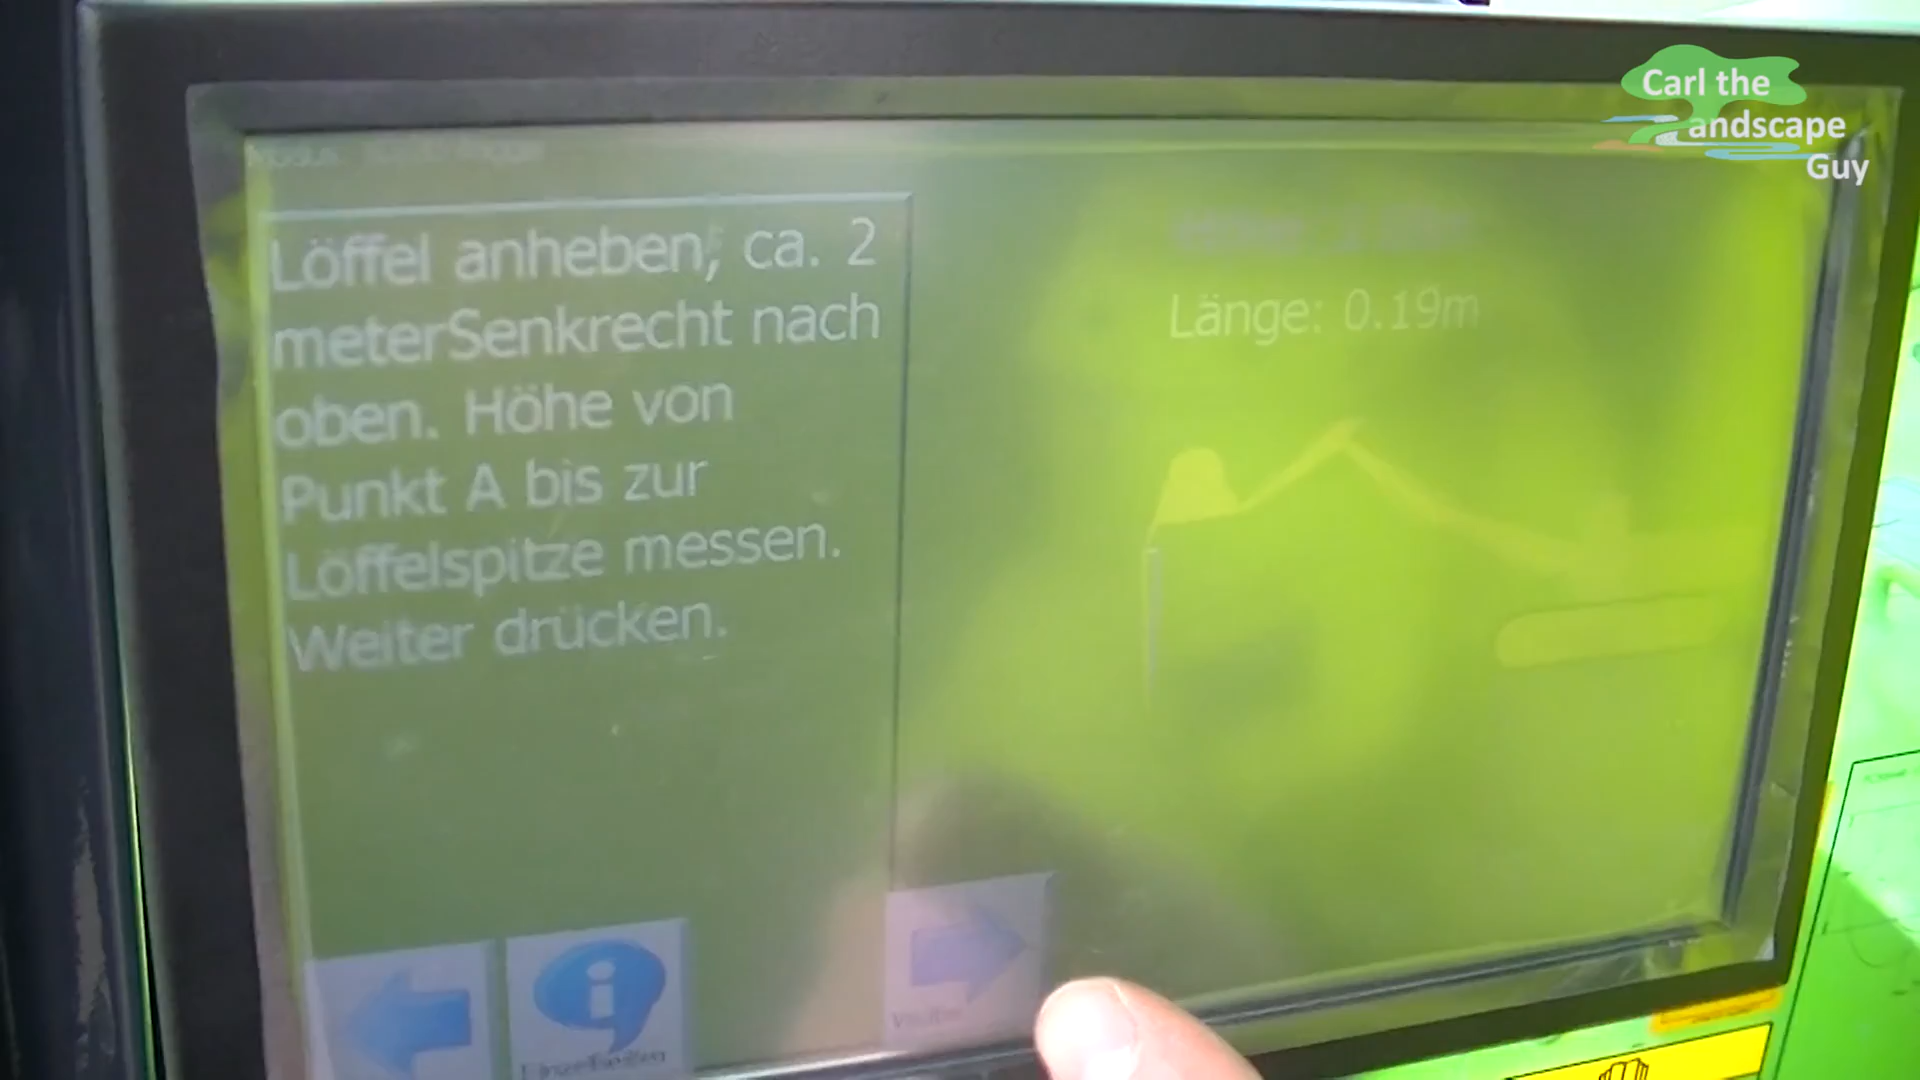 Carl the
Landscape
Guy
Löffel anheben, ca. 2
meterSenkrecht nach
oben. Höhe von
Punkt A bis zur
Löffelspitze messen.
Weiter drücken.
Länge: 0.19m